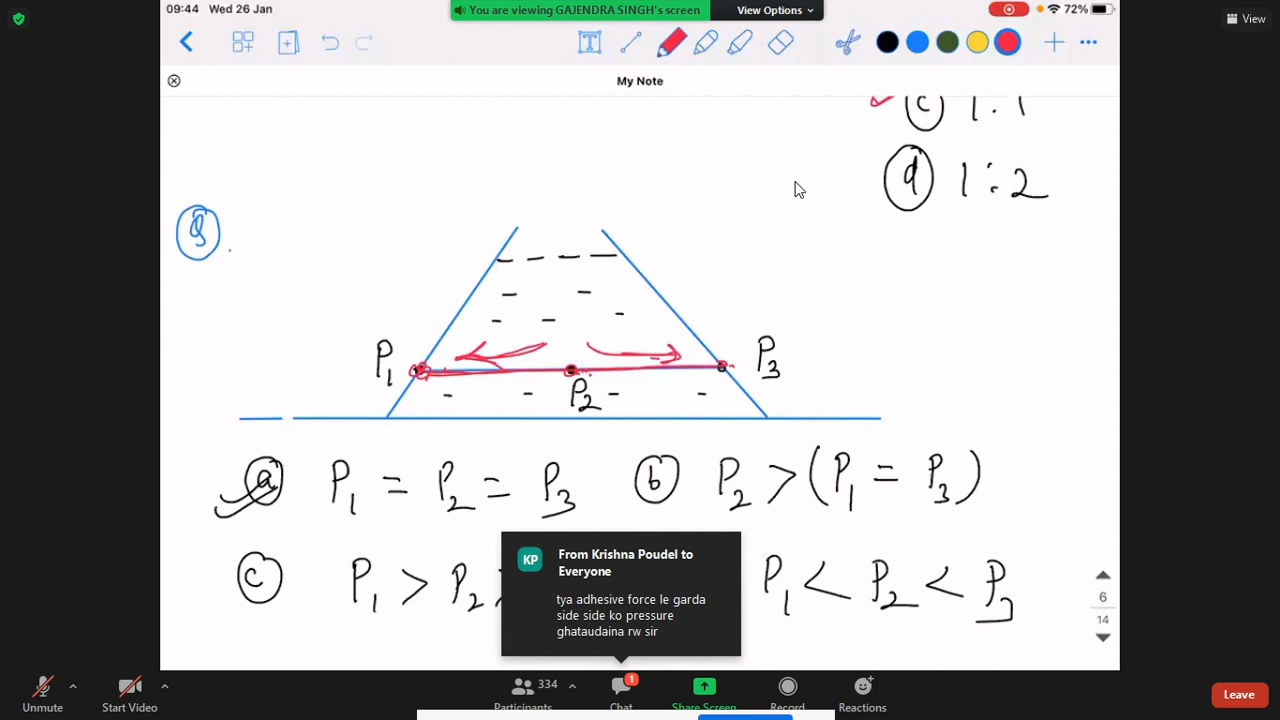 09:44 Wed 26 Jan
You are viewing GAJENDRA SINGH's screen
View Options
72%
View
My Note
(c) 1 : 1
(d) 1 : 2
Q.
P1
P3
P2
(a) P1 = P2 = P3 (b) P2 > (P1 = P3)
(c) P1 > P2 P1 < P2 < P3
KP
From Krishna Poudel to
Everyone
tya adhesive force le garda
side side ko pressure
ghataudaina rw sir
6
14
334
1
Unmute
Start Video
Participants
Chat
Share Screen
Record
Reactions
Leave